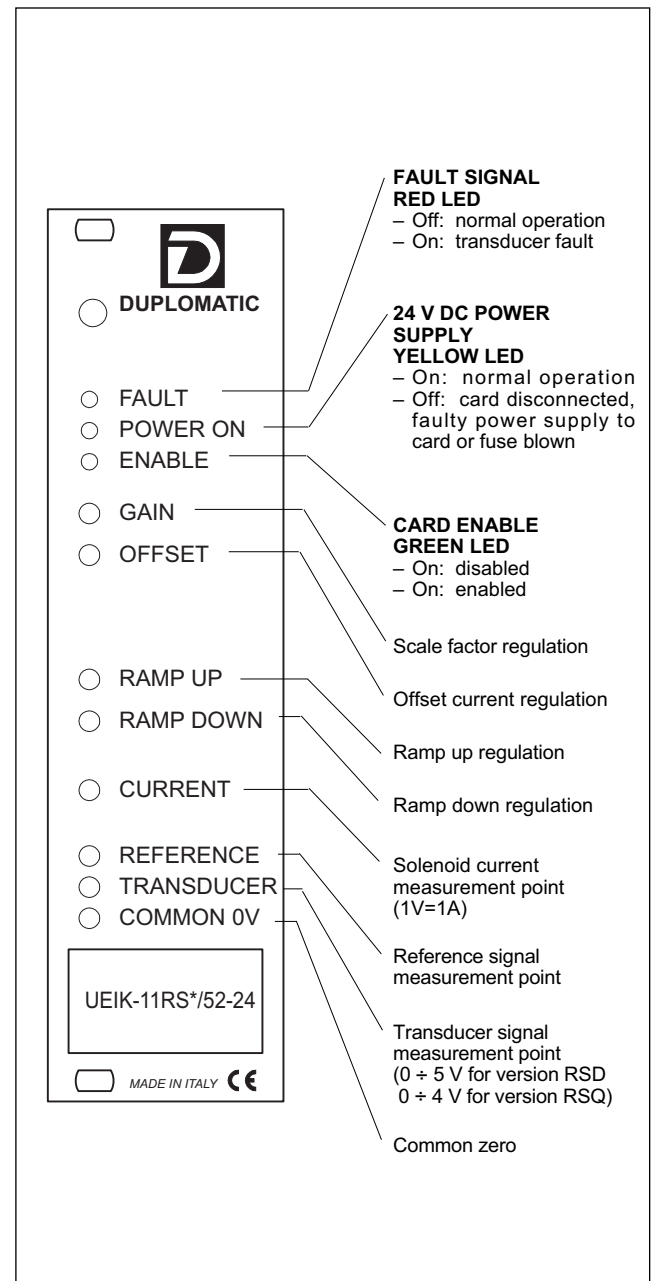 DUPLOMATIC
FAULT
POWER ON
ENABLE
GAIN
OFFSET
RAMP UP
RAMP DOWN
CURRENT
REFERENCE
TRANSDUCER
COMMON 0V
UEIK-11RS*/52-24
MADE IN ITALY CE
FAULT SIGNAL
RED LED
– Off: normal operation
– On: transducer fault
24 V DC POWER
SUPPLY
YELLOW LED
– On: normal operation
– Off: card disconnected,
faulty power supply to
card or fuse blown
CARD ENABLE
GREEN LED
– On: disabled
– On: enabled
Scale factor regulation
Offset current regulation
Ramp up regulation
Ramp down regulation
Solenoid current
measurement point
(1V=1A)
Reference signal
measurement point
Transducer signal
measurement point
(0 ÷ 5 V for version RSD
0 ÷ 4 V for version RSQ)
Common zero